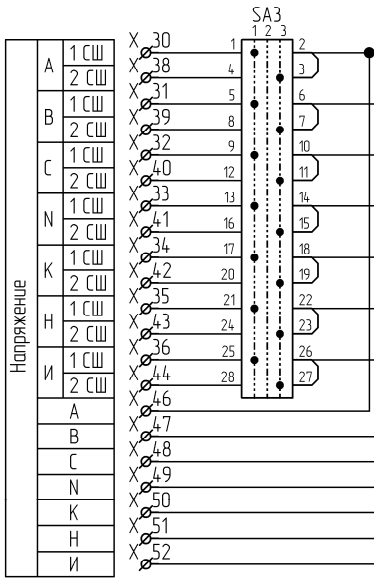 SA3
1 2 3
Напряжение
A 1 СШ X 30 1 2
2 СШ X 38 4 3
B 1 СШ X 31 5 6
2 СШ X 39 8 7
C 1 СШ X 32 9 10
2 СШ X 40 12 11
N 1 СШ X 33 13 14
2 СШ X 41 16 15
К 1 СШ X 34 17 18
2 СШ X 42 20 19
Н 1 СШ X 35 21 22
2 СШ X 43 24 23
И 1 СШ X 36 25 26
2 СШ X 44 28 27
A X 46
B X 47
C X 48
N X 49
К X 50
Н X 51
И X 52